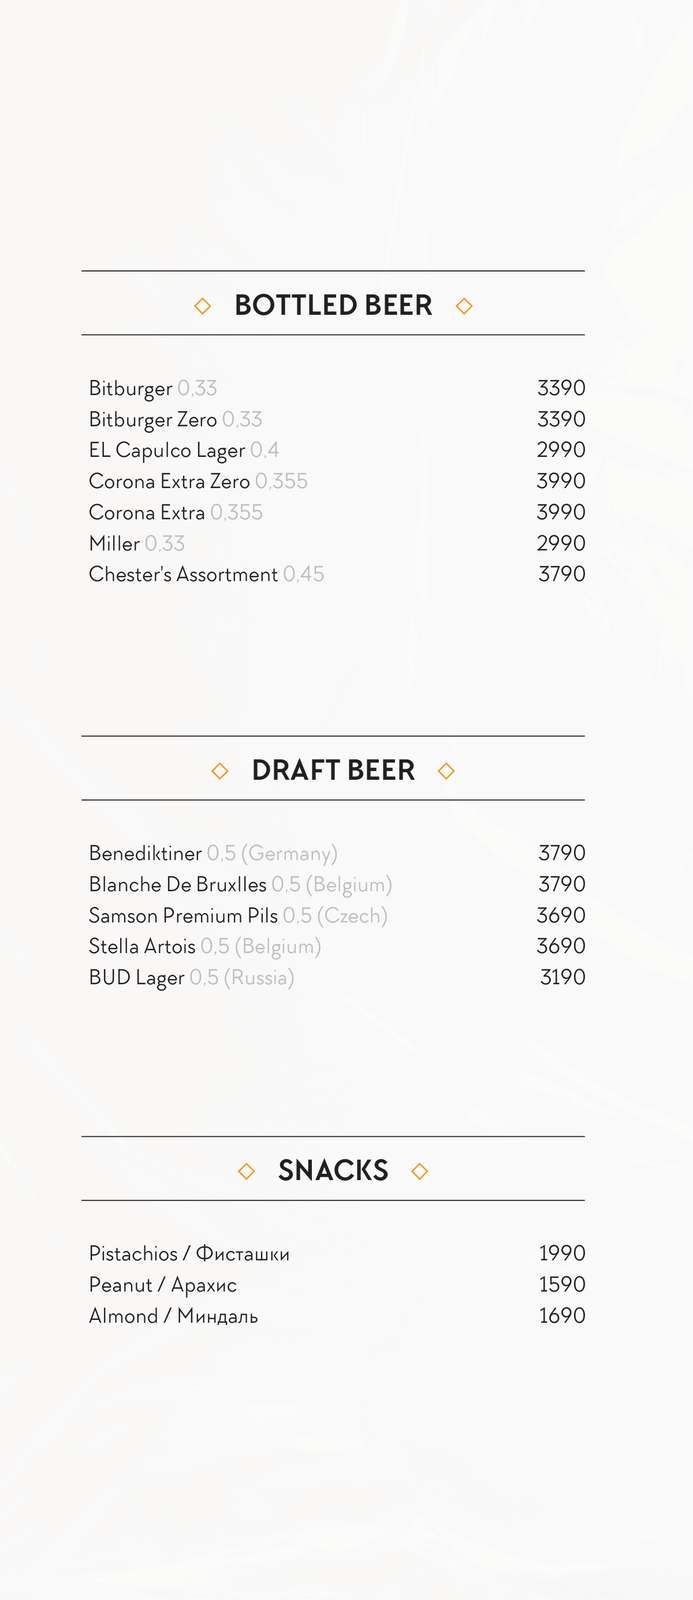 BOTTLED BEER
Bitburger 0,33 3390
Bitburger Zero 0,33 3390
EL Capulco Lager 0,4 2990
Corona Extra Zero 0,355 3990
Corona Extra 0,355 3990
Miller 0,33 2990
Chester's Assortment 0,45 3790
DRAFT BEER
Benediktiner 0,5 (Germany) 3790
Blanche De Bruxlles 0,5 (Belgium) 3790
Samson Premium Pils 0,5 (Czech) 3690
Stella Artois 0,5 (Belgium) 3690
BUD Lager 0,5 (Russia) 3190
SNACKS
Pistachios / Фисташки 1990
Peanut / Арахис 1590
Almond / Миндаль 1690